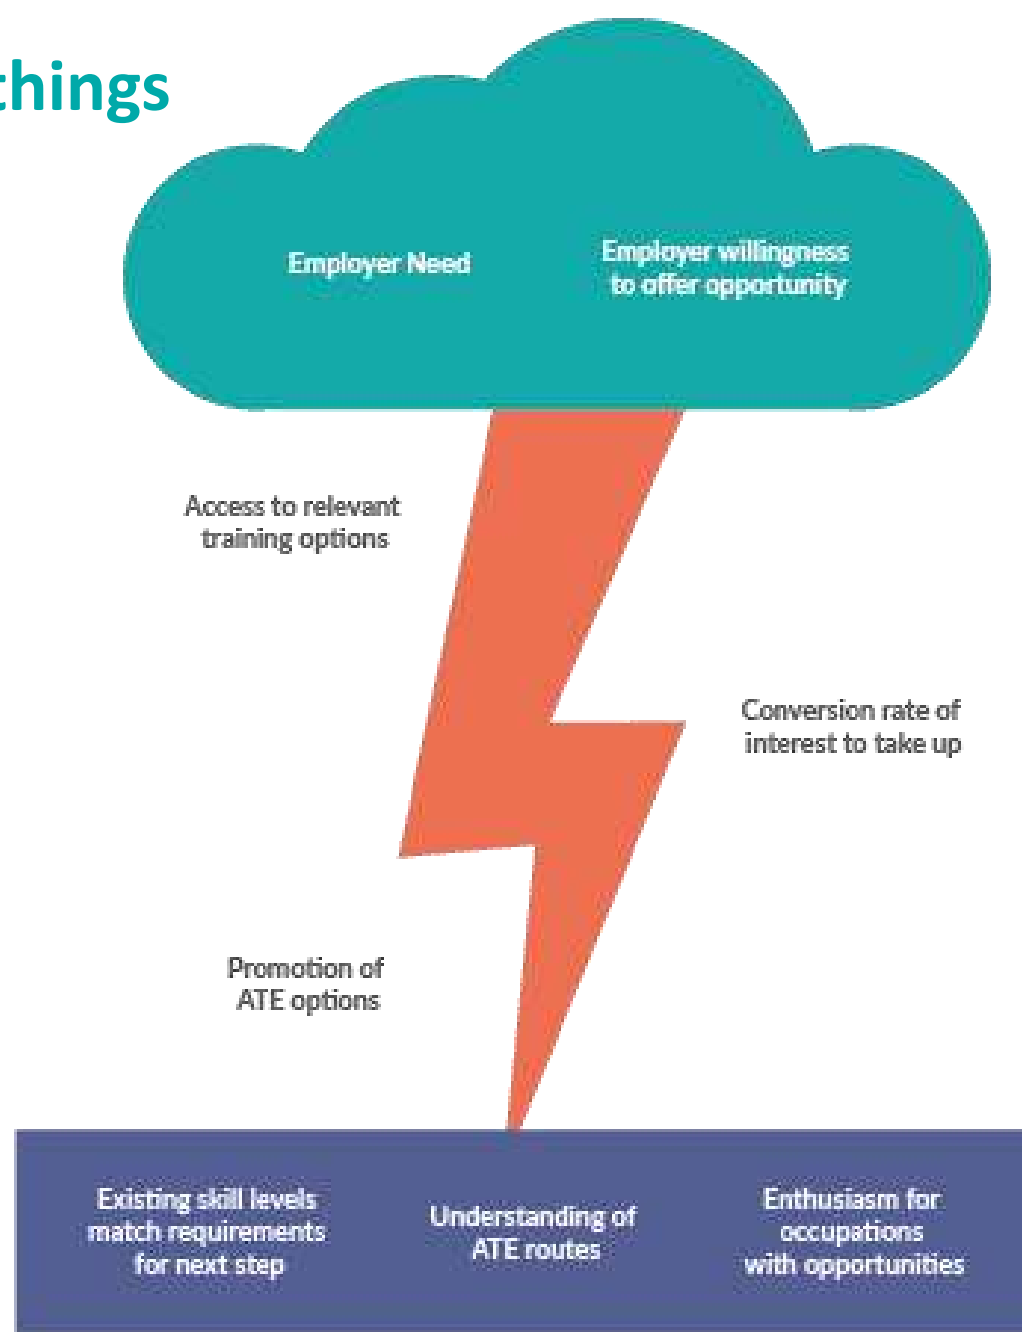 things
Employer Need
Employer willingness
to offer opportunity
Access to relevant
training options
Conversion rate of
interest to take up
Promotion of
ATE options
Existing skill levels
match requirements
for next step
Understanding of
ATE routes
Enthusiasm for
occupations
with opportunities